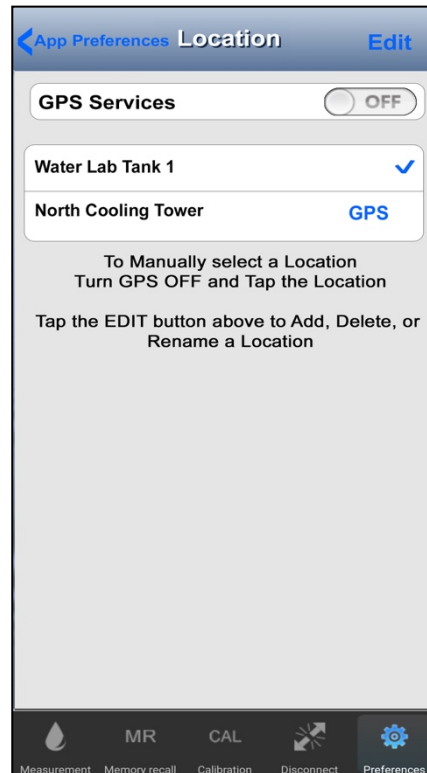 App Preferences Location Edit
GPS Services OFF
Water Lab Tank 1
North Cooling Tower GPS
To Manually select a Location
Turn GPS OFF and Tap the Location
Tap the EDIT button above to Add, Delete, or
Rename a Location
MR CAL
Measurement Memory recall Calibration Disconnect Preferences